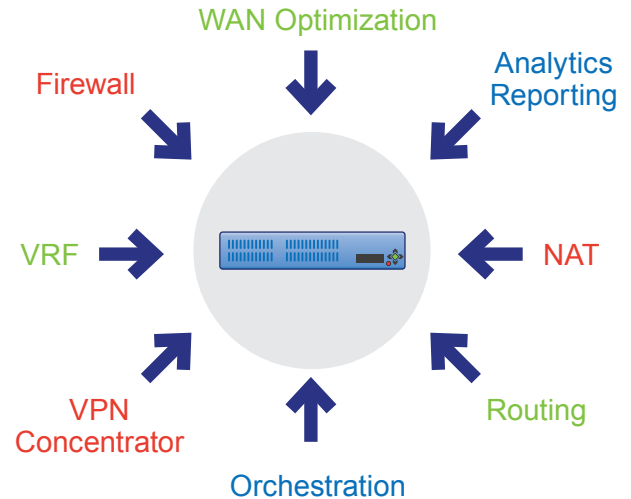 WAN Optimization
Firewall
Analytics
Reporting
VRF
NAT
VPN
Concentrator
Routing
Orchestration